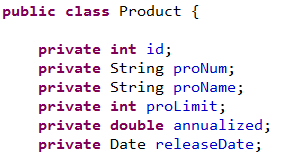 public class Product {
private int id;
private String proNum;
private String proName;
private int proLimit;
private double annualized;
private Date releaseDate;